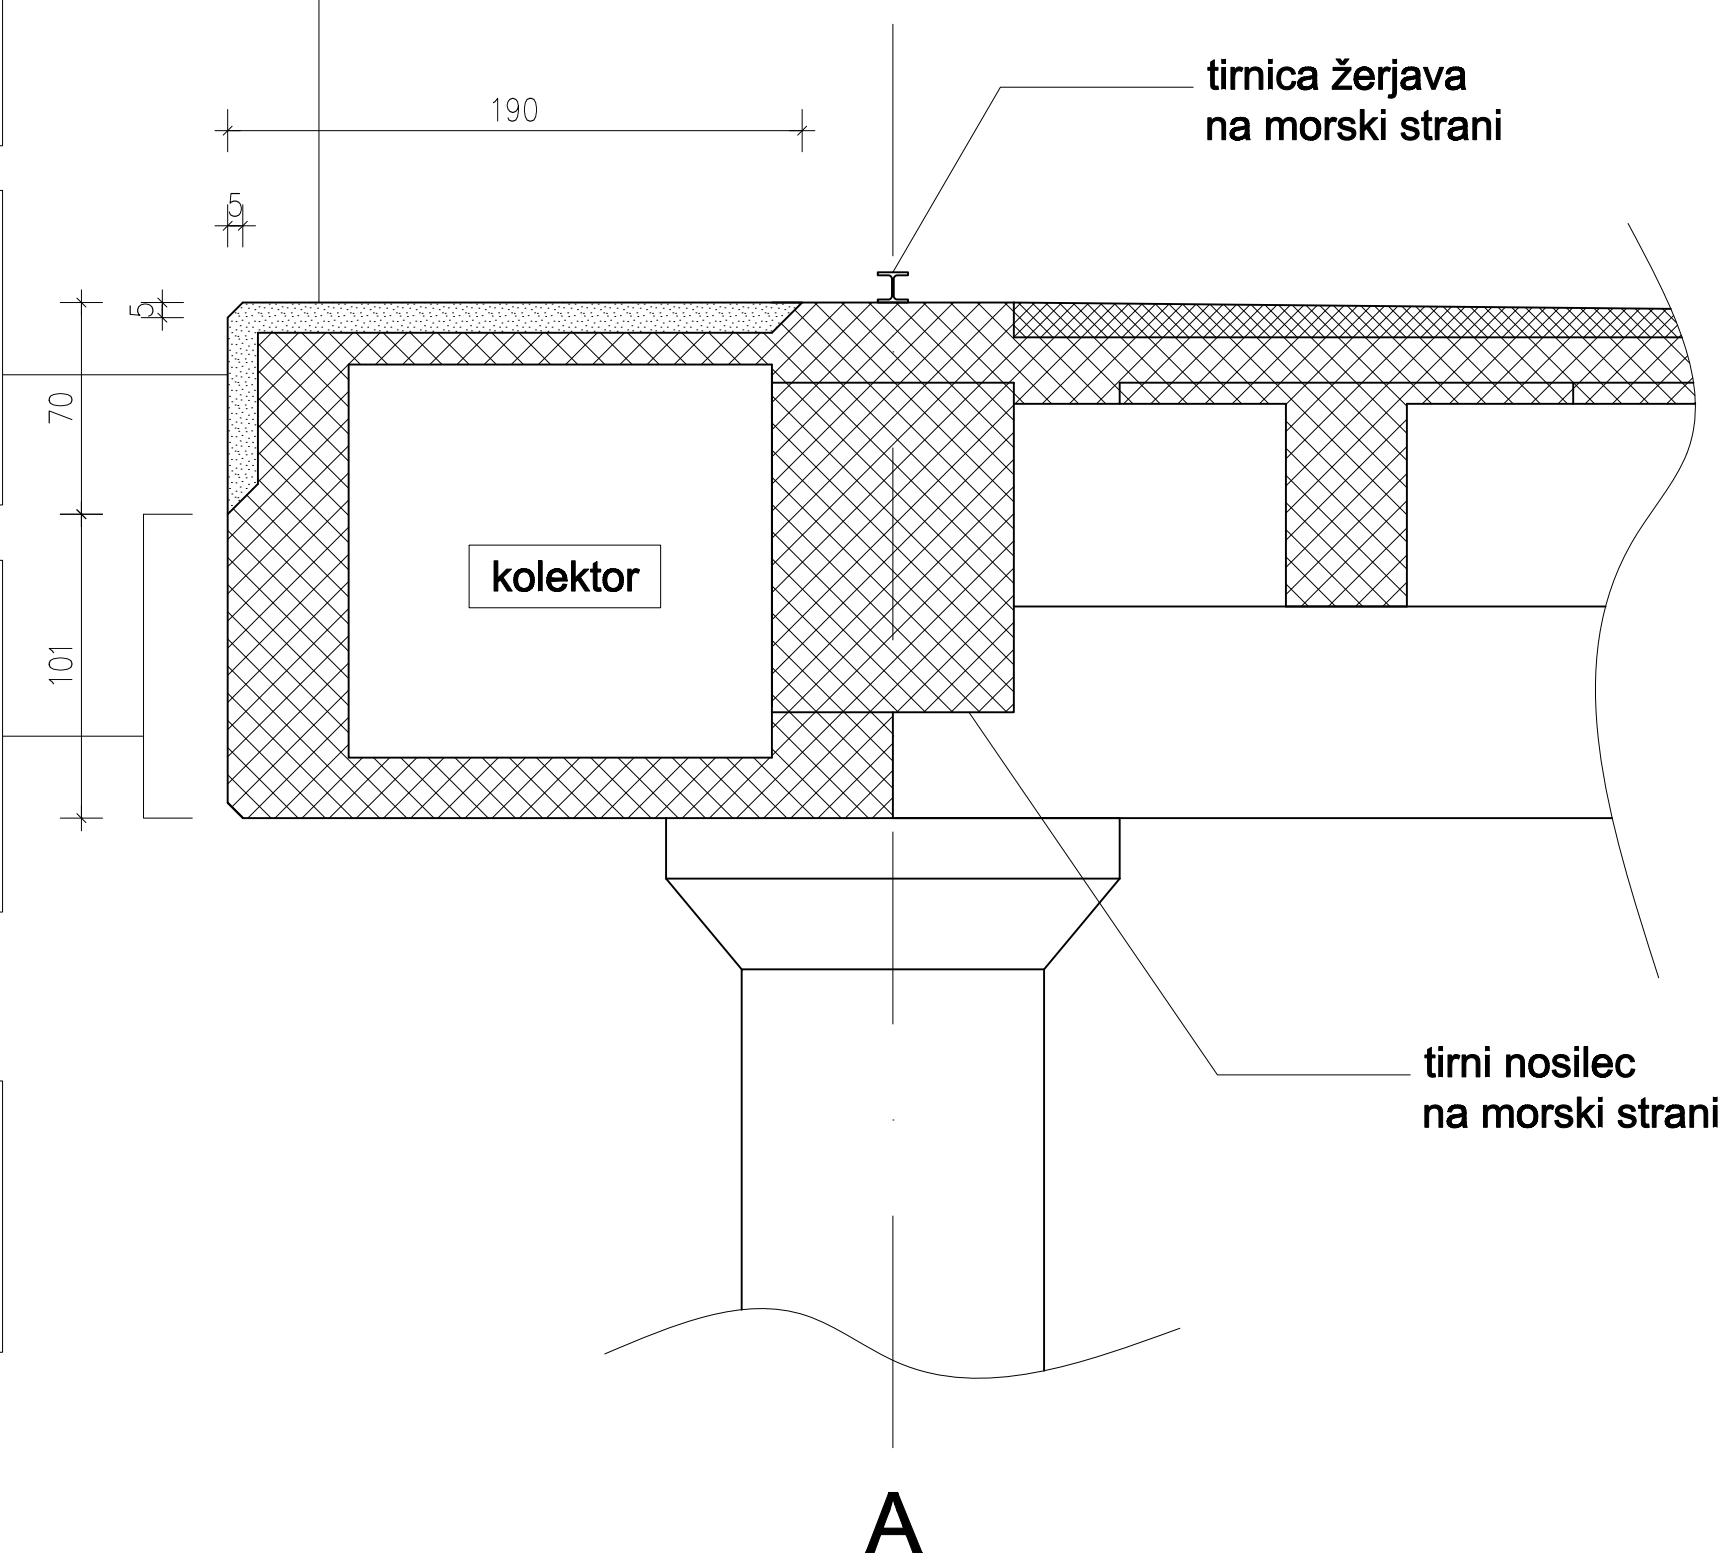 190
tirnica žerjava
na morski strani
5
5
70
kolektor
101
tirni nosilec
na morski strani
A